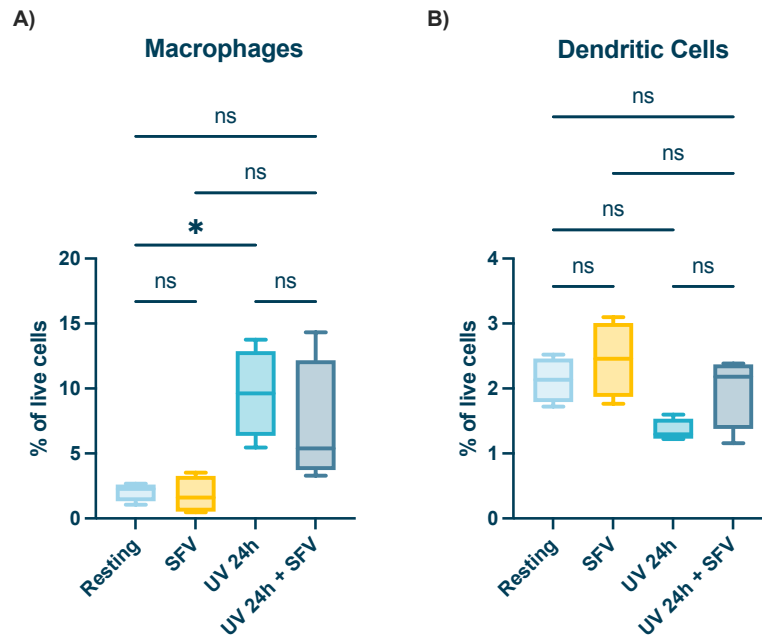 A)
Macrophages
ns
ns
*
ns
ns
20
15
10
5
0
% of live cells
Resting
SFV
UV 24h
UV 24h + SFV
B)
Dendritic Cells
ns
ns
ns
ns
ns
4
3
2
1
0
% of live cells
Resting
SFV
UV 24h
UV 24h + SFV